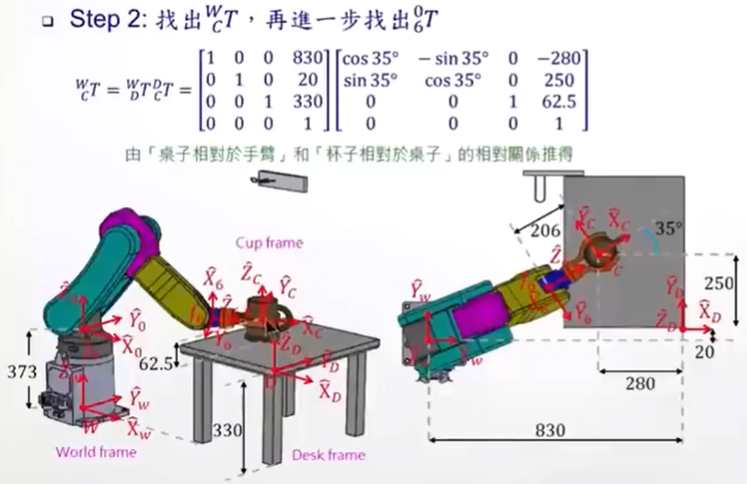 Step 2: 找出$^W_C T$，再進一步找出$^0_6 T$
$^W_C T = {}^W_D T {}^D_C T = \begin{bmatrix} 1 & 0 & 0 & 830 \\ 0 & 1 & 0 & 20 \\ 0 & 0 & 1 & 330 \\ 0 & 0 & 0 & 1 \end{bmatrix} \begin{bmatrix} \cos 35° & -\sin 35° & 0 & -280 \\ \sin 35° & \cos 35° & 0 & 250 \\ 0 & 0 & 1 & 62.5 \\ 0 & 0 & 0 & 1 \end{bmatrix}$
由「桌子相對於手臂」和「杯子相對於桌子」的相對關係推得
Cup frame
$\hat{Z}_C$
$\hat{Y}_C$
$\hat{X}_C$
$\hat{X}_6$
$\hat{Y}_6$
$\hat{Y}_0$
$\hat{X}_0$
$\hat{Z}_D$
$\hat{Y}_D$
$\hat{X}_D$
D
373
62.5
330
$\hat{Y}_W$
$\hat{X}_W$
W
World frame
Desk frame
206
$\hat{Y}_C$
$\hat{X}_C$
C
35°
$\hat{Y}_W$
$\hat{Y}_6$
$\hat{Y}_D$
$\hat{Z}_D$
$\hat{X}_D$
250
20
280
830